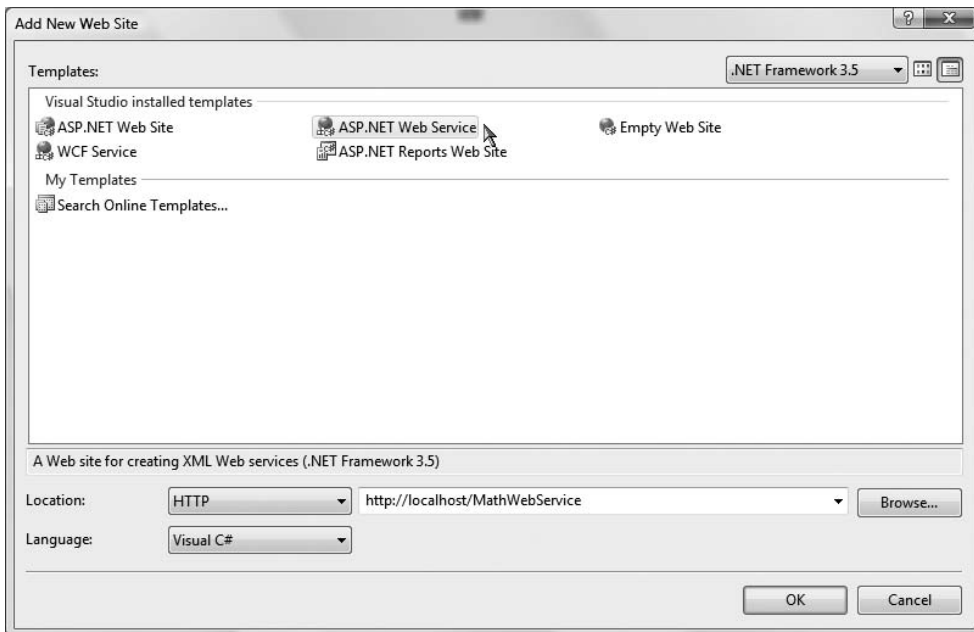 Add New Web Site
Templates:
.NET Framework 3.5
Visual Studio installed templates
ASP.NET Web Site
ASP.NET Web Service
Empty Web Site
WCF Service
ASP.NET Reports Web Site
My Templates
Search Online Templates...
A Web site for creating XML Web services (.NET Framework 3.5)
Location:
HTTP
http://localhost/MathWebService
Browse...
Language:
Visual C#
OK
Cancel